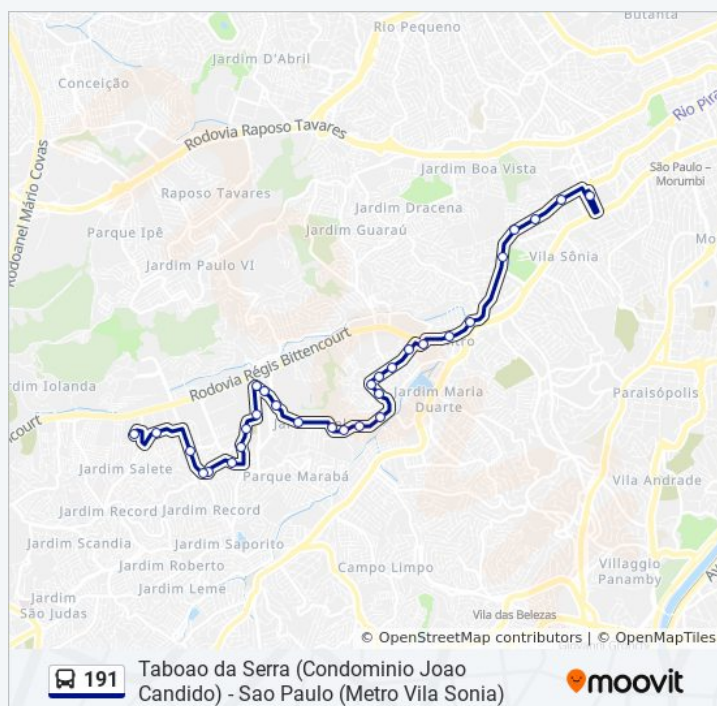 Butantã
Rio Pequeno
Jardim D'Abril
Conceição
Rio Pin
Rodovia Raposo Tavares
Rodoanel Mário Covas
São Paulo –
Morumbi
Jardim Boa Vista
Raposo Tavares
Jardim Dracena
Jardim Guaraú
Parque Ipê
Vila Sônia
Jardim Paulo VI
Rodovia Régis Bittencourt
rdim Iolanda
Jardim Maria
Duarte
Paraisópolis
court
Jardim Salete
Parque Marabá
Vila Andrade
Jardim Record
Jardim Record
Jardim Scandia
Jardim Saporito
Jardim Roberto
Villaggio
Panamby
Campo Limpo
Jardim Leme
Jardim
São Judas
Vila das Belezas
© OpenStreetMap contributors | © OpenMapTiles
191
Taboao da Serra (Condominio Joao
Candido) - Sao Paulo (Metro Vila Sonia)
moovit